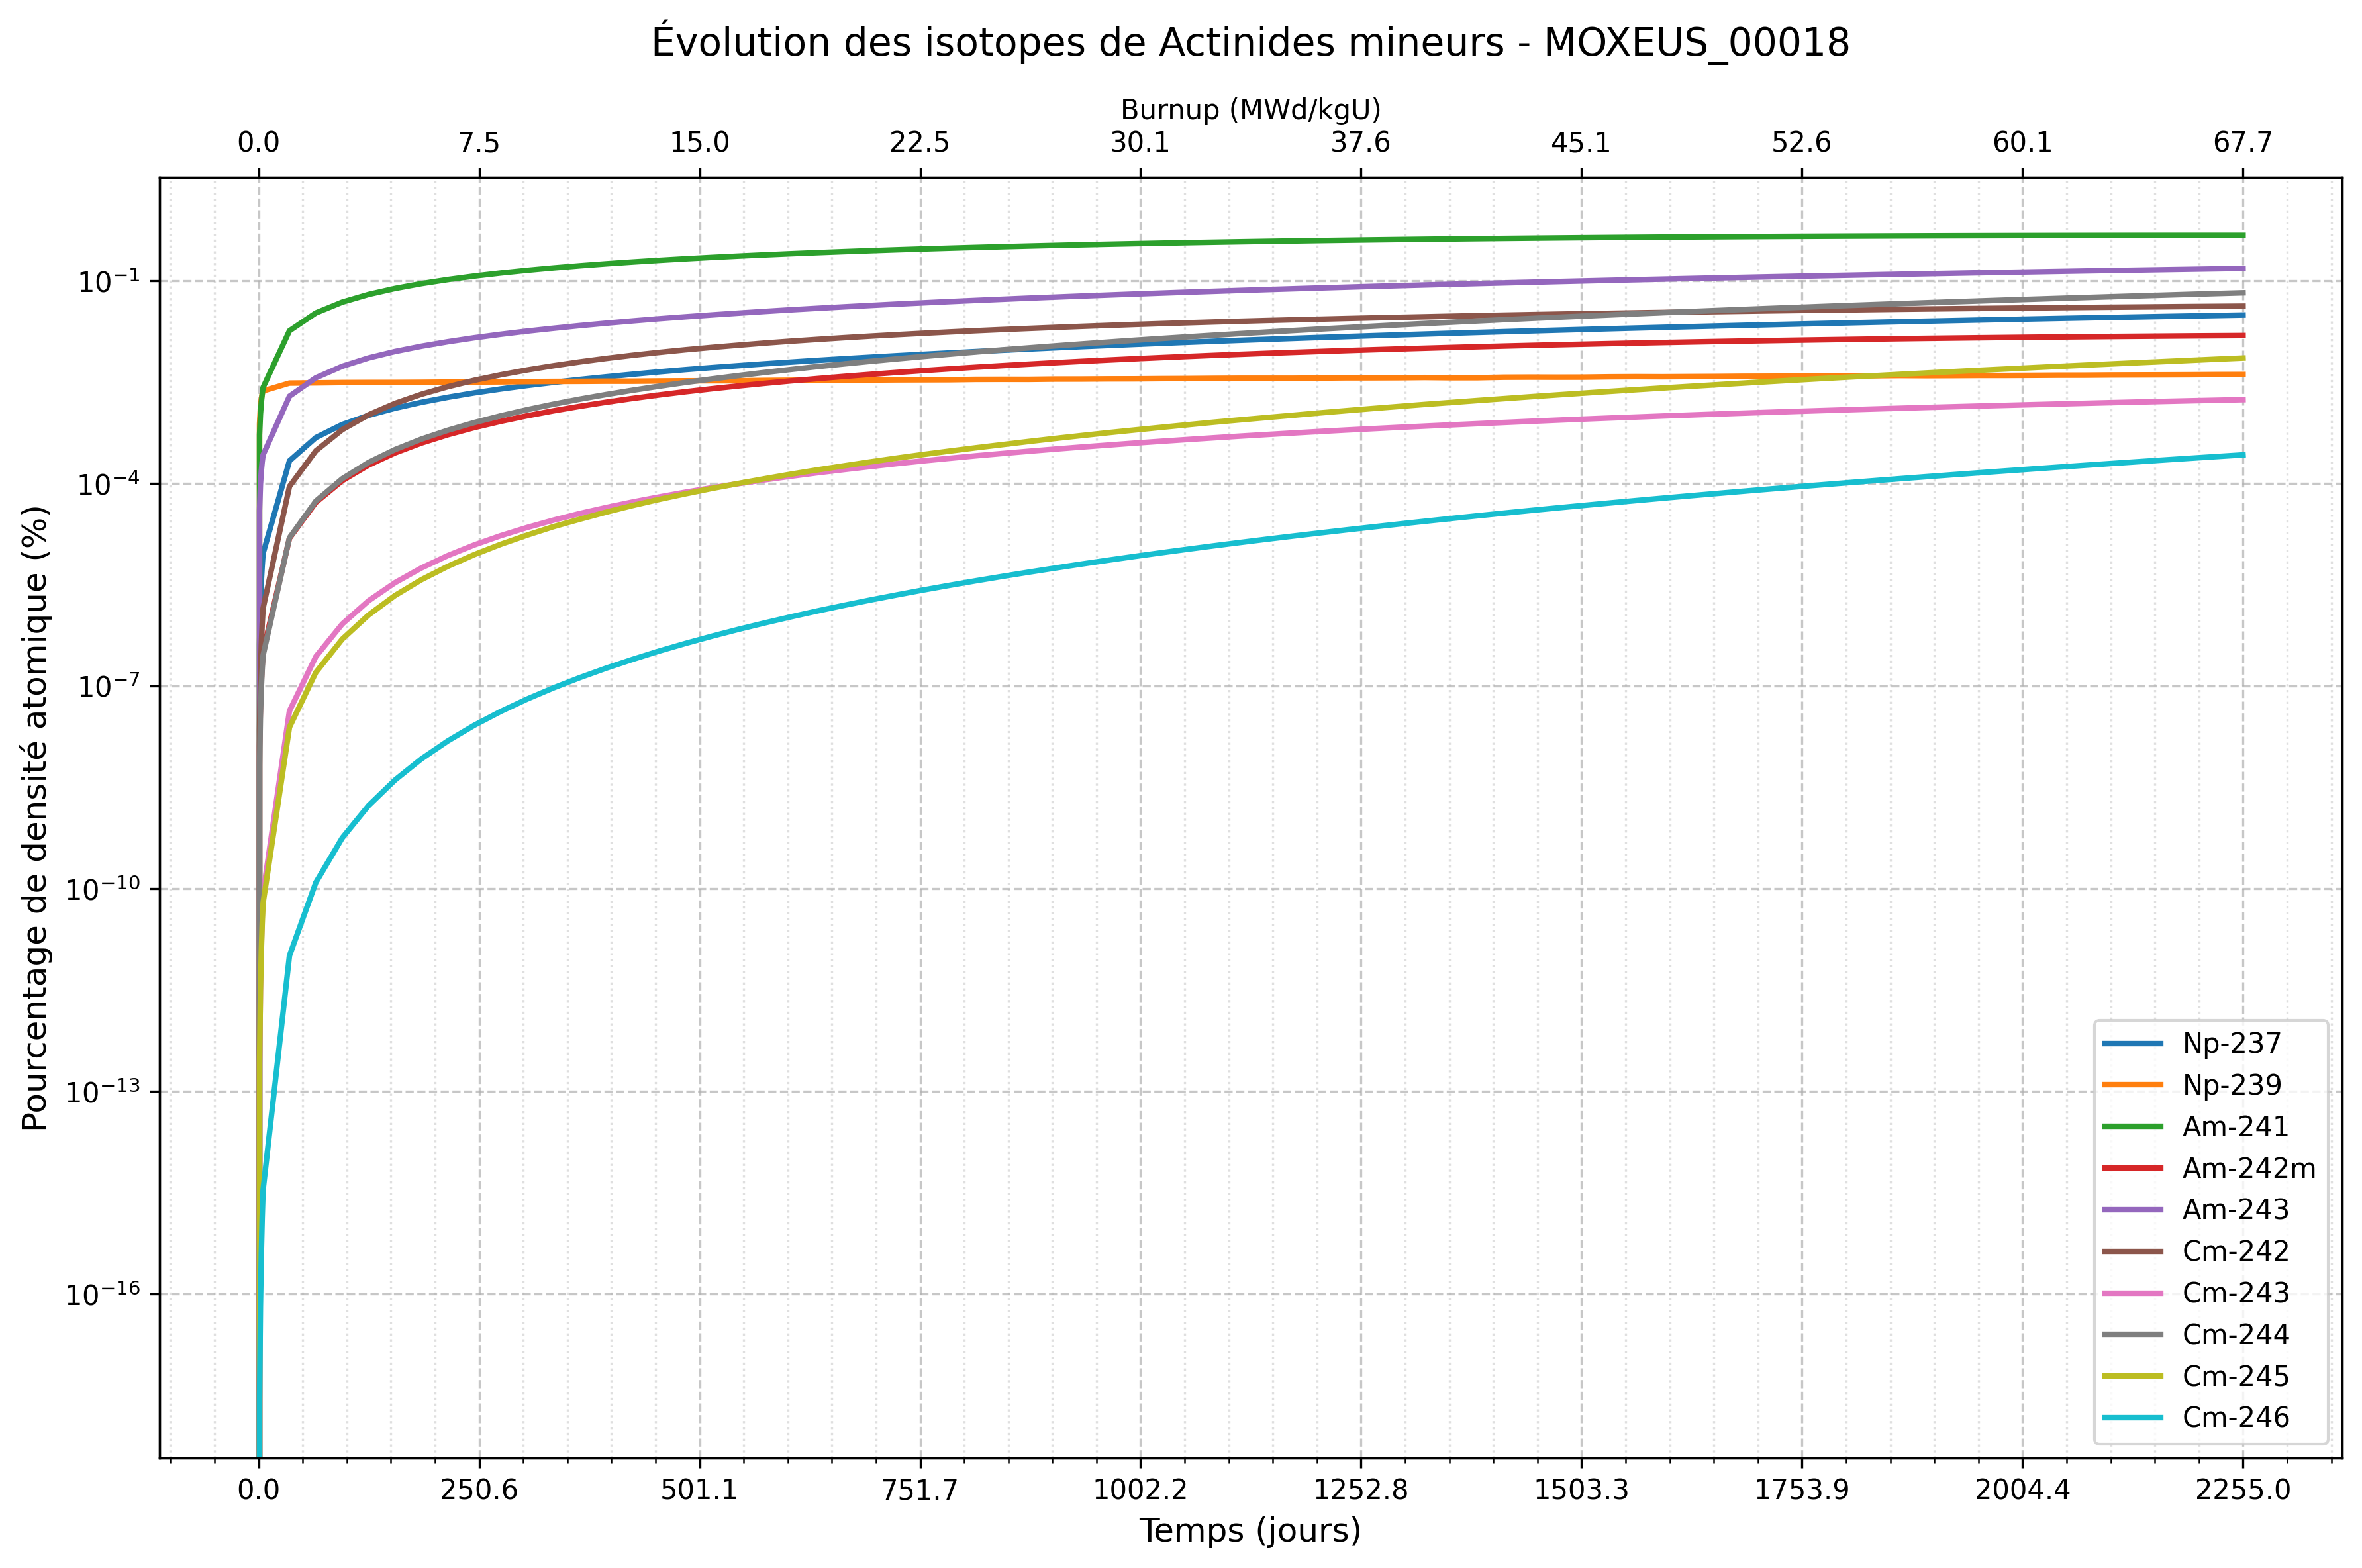 Évolution des isotopes de Actinides mineurs - MOXEUS_00018
Burnup (MWd/kgU)
0.0 7.5 15.0 22.5 30.1 37.6 45.1 52.6 60.1 67.7
Pourcentage de densité atomique (%)
10⁻¹
10⁻⁴
10⁻⁷
10⁻¹⁰
10⁻¹³
10⁻¹⁶
Np-237
Np-239
Am-241
Am-242m
Am-243
Cm-242
Cm-243
Cm-244
Cm-245
Cm-246
0.0 250.6 501.1 751.7 1002.2 1252.8 1503.3 1753.9 2004.4 2255.0
Temps (jours)